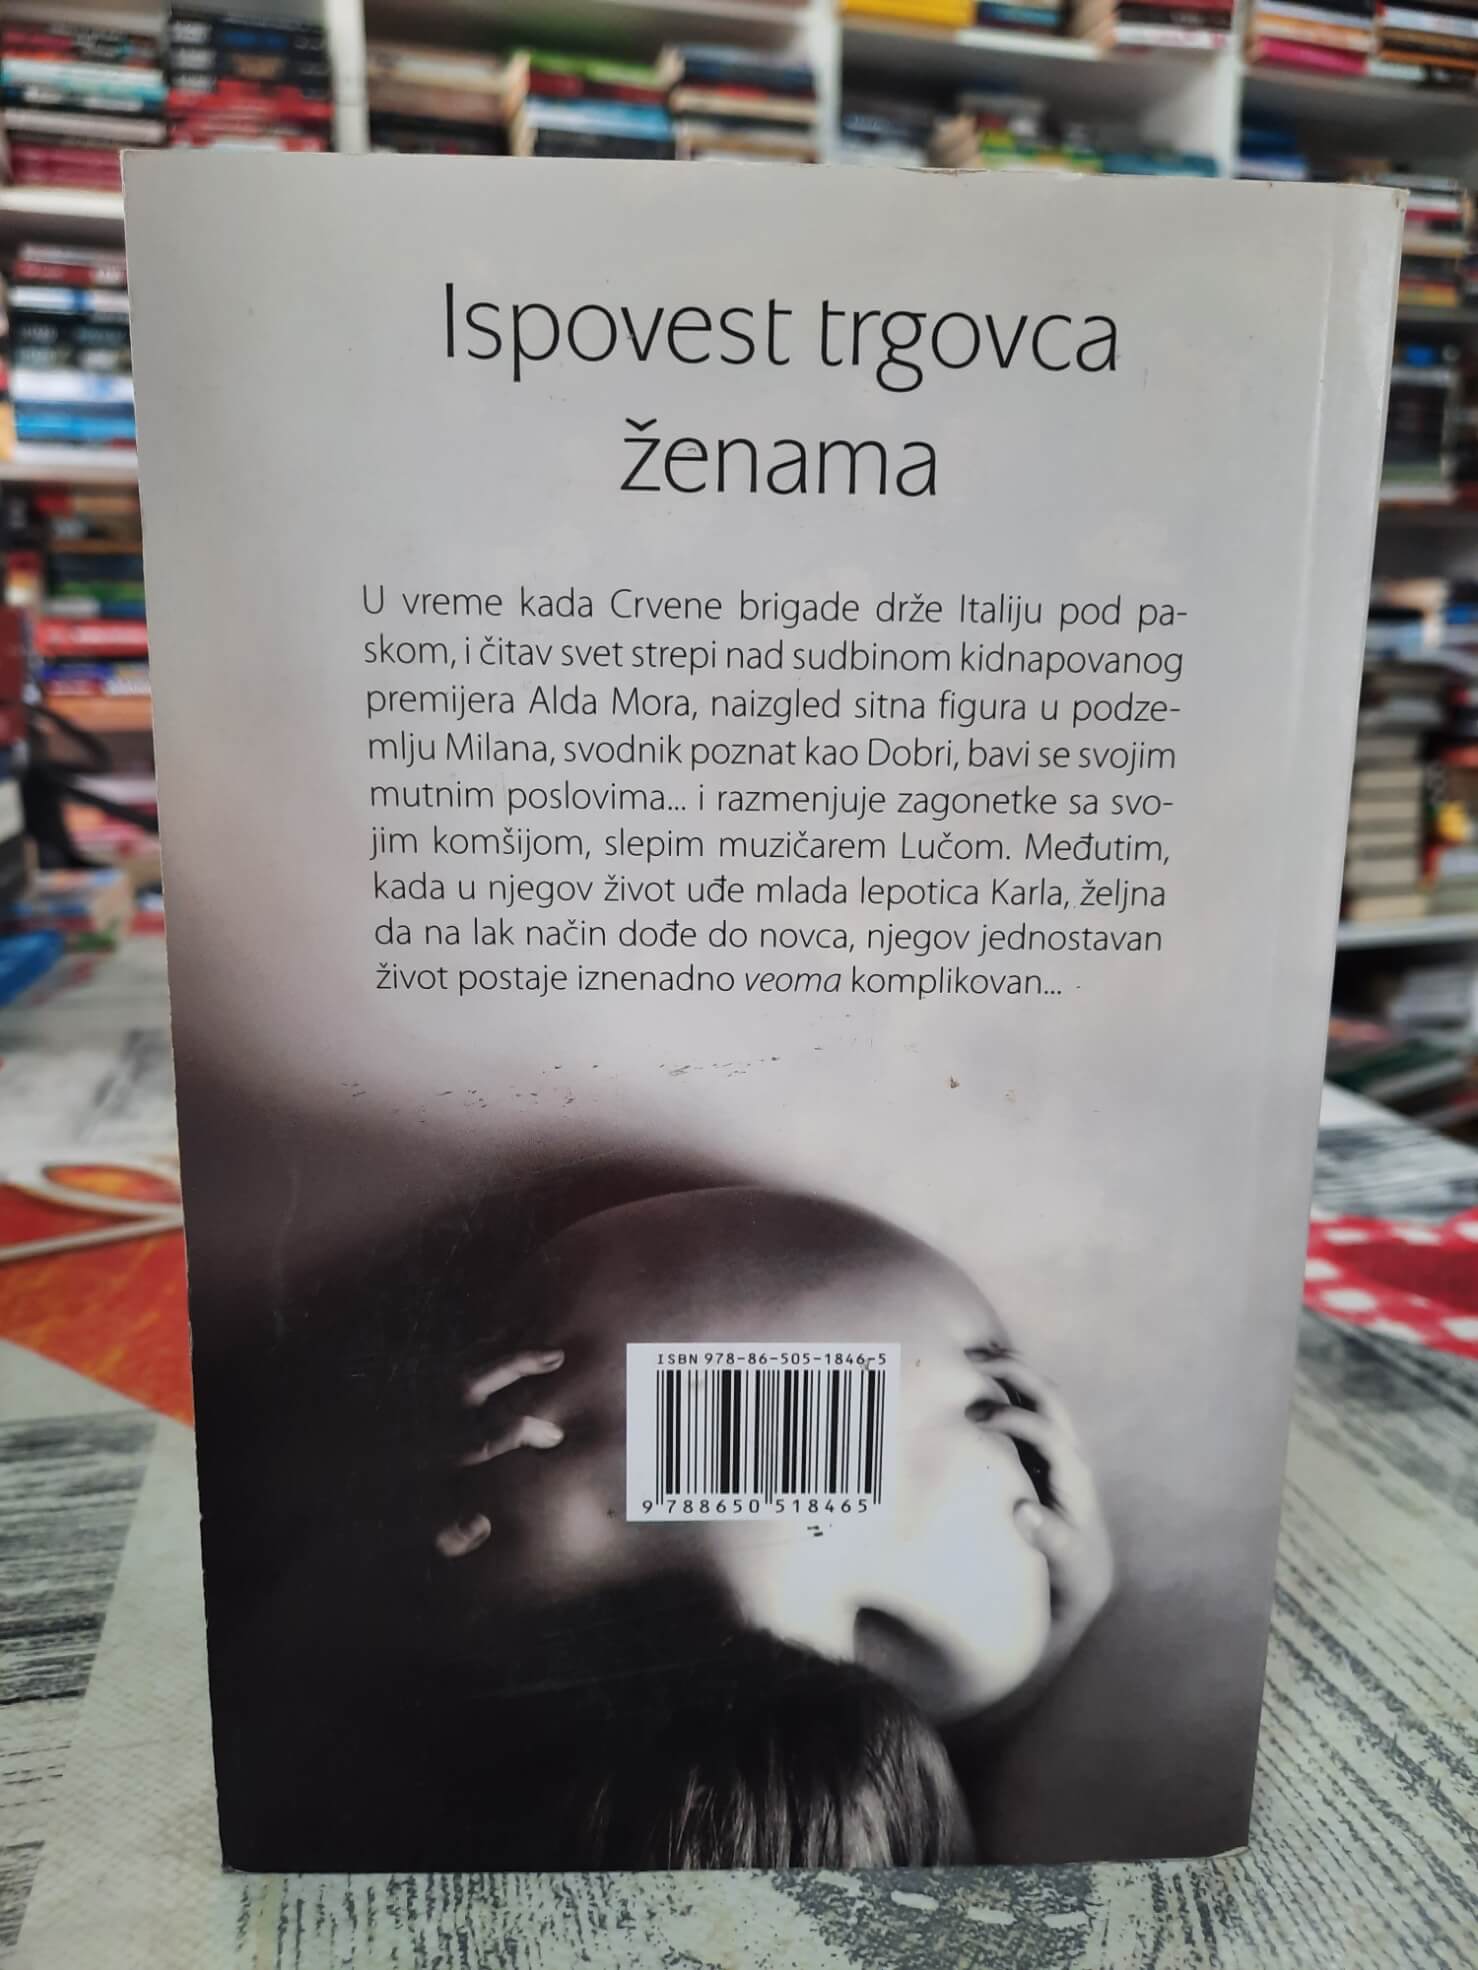 Ispovest trgovca
ženama
U vreme kada Crvene brigade drže Italiju pod pa-
skom, i čitav svet strepi nad sudbinom kidnapovanog
premijera Alda Mora, naizgled sitna figura u podze-
mlju Milana, svodnik poznat kao Dobri, bavi se svojim
mutnim poslovima... i razmenjuje zagonetke sa svo-
jim komšijom, slepim muzičarem Lučom. Međutim,
kada u njegov život uđe mlada lepotica Karla, željna
da na lak način dođe do novca, njegov jednostavan
život postaje iznenadno veoma komplikovan...
ISBN 978-86-505-1846-5
9 788650 518465